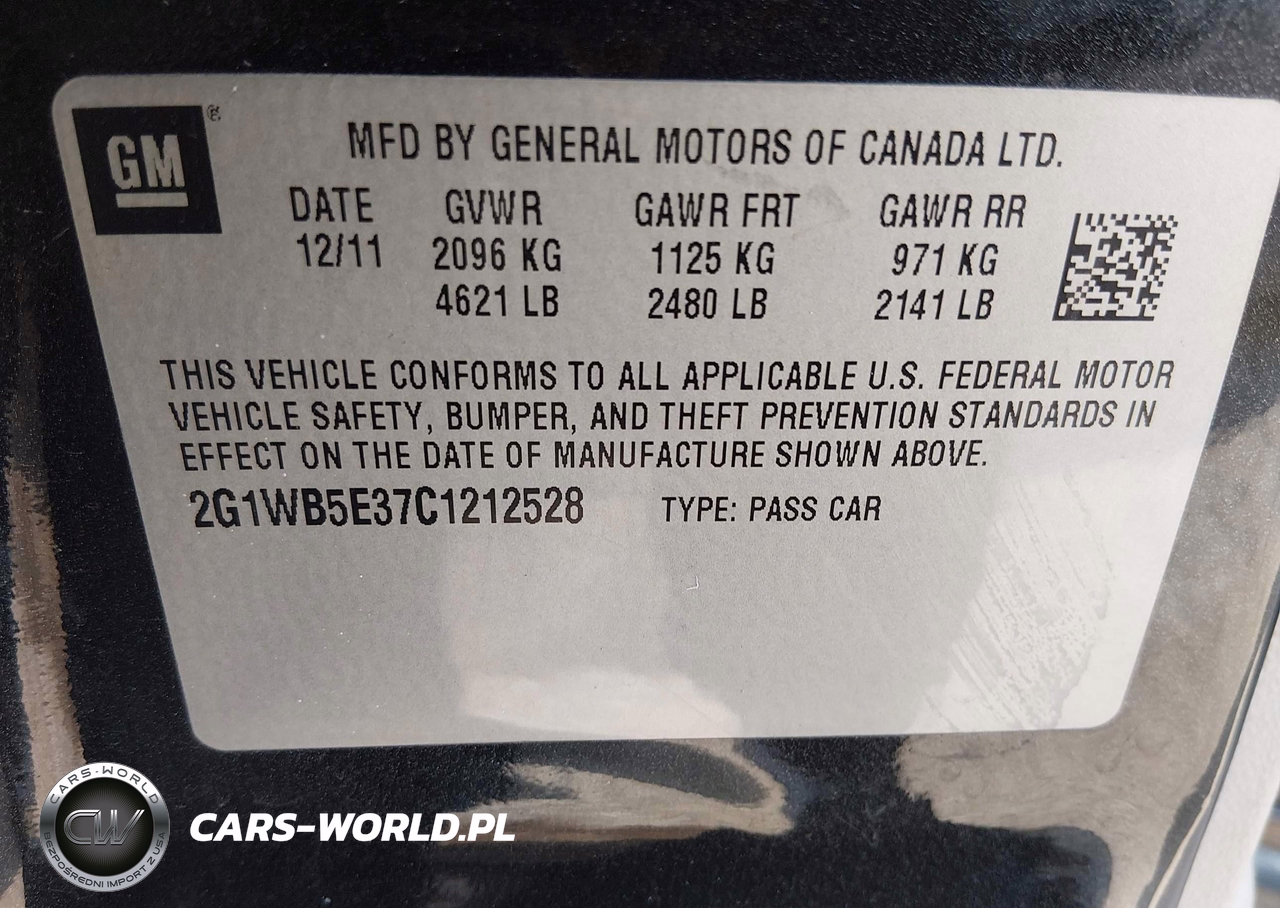 GM ®
MFD BY GENERAL MOTORS OF CANADA LTD.
DATE GVWR GAWR FRT GAWR RR
12/11 2096 KG 1125 KG 971 KG
4621 LB 2480 LB 2141 LB
THIS VEHICLE CONFORMS TO ALL APPLICABLE U.S. FEDERAL MOTOR
VEHICLE SAFETY, BUMPER, AND THEFT PREVENTION STANDARDS IN
EFFECT ON THE DATE OF MANUFACTURE SHOWN ABOVE.
2G1WB5E37C1212528 TYPE: PASS CAR
CARS-WORLD
CW
BEZPOŚREDNI IMPORT Z USA
CARS-WORLD.PL